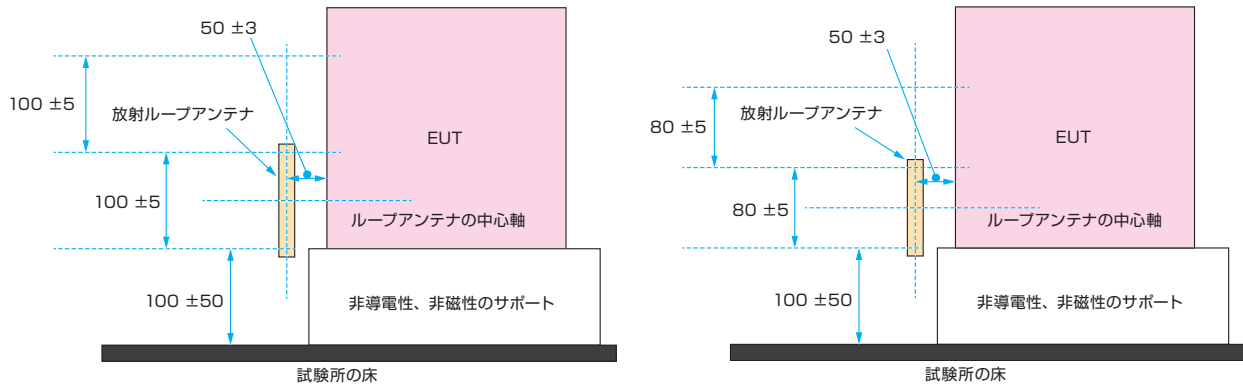 50 ±3
100 ±5
放射ループアンテナ
EUT
100 ±5
ループアンテナの中心軸
100 ±50
非導電性、非磁性のサポート
試験所の床
50 ±3
80 ±5
放射ループアンテナ
EUT
80 ±5
ループアンテナの中心軸
100 ±50
非導電性、非磁性のサポート
試験所の床